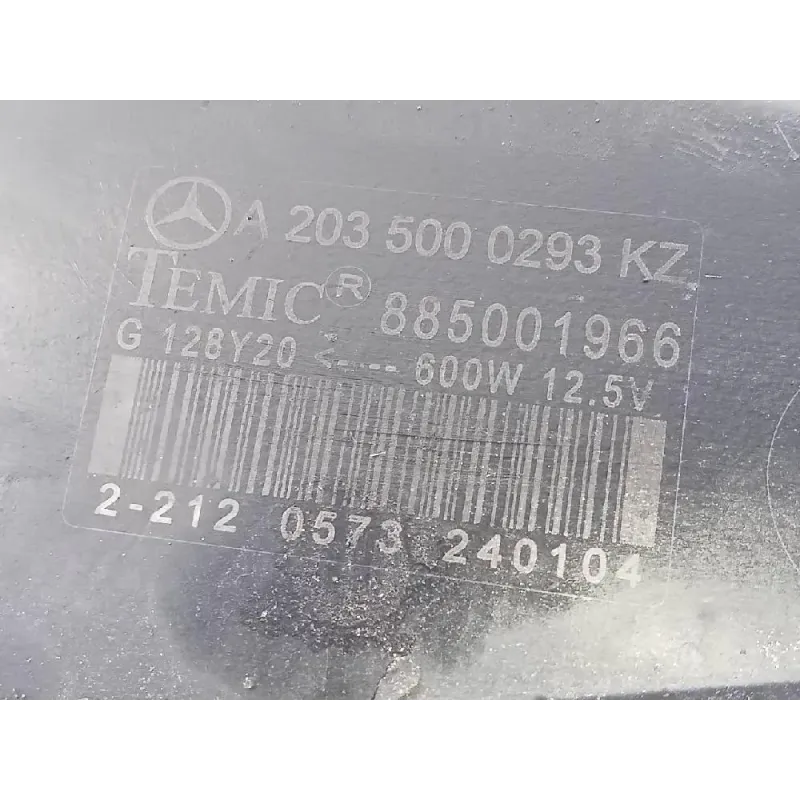 A 203 500 0293 KZ
TEMIC® 885001966
G 128Y20 <---- 600W 12.5V
2-212 0573 240104